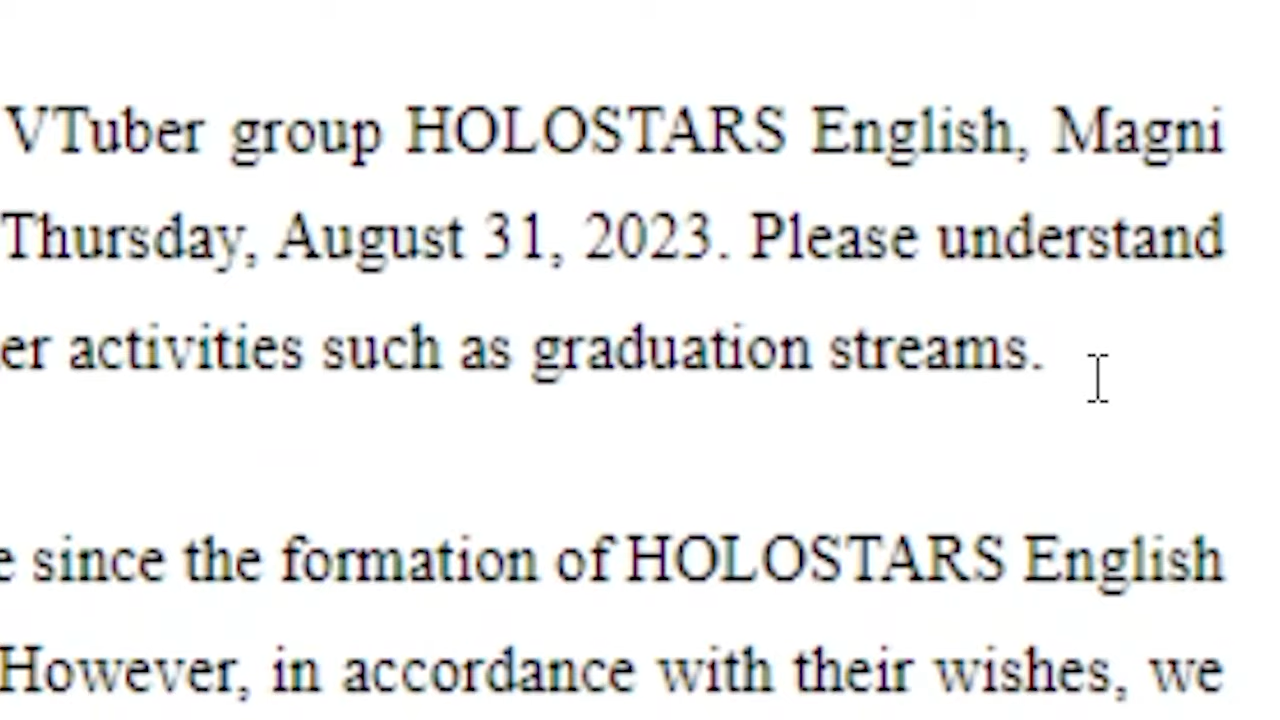 VTuber group HOLOSTARS English, Magni
Thursday, August 31, 2023. Please understand
er activities such as graduation streams.
e since the formation of HOLOSTARS English
However, in accordance with their wishes, we